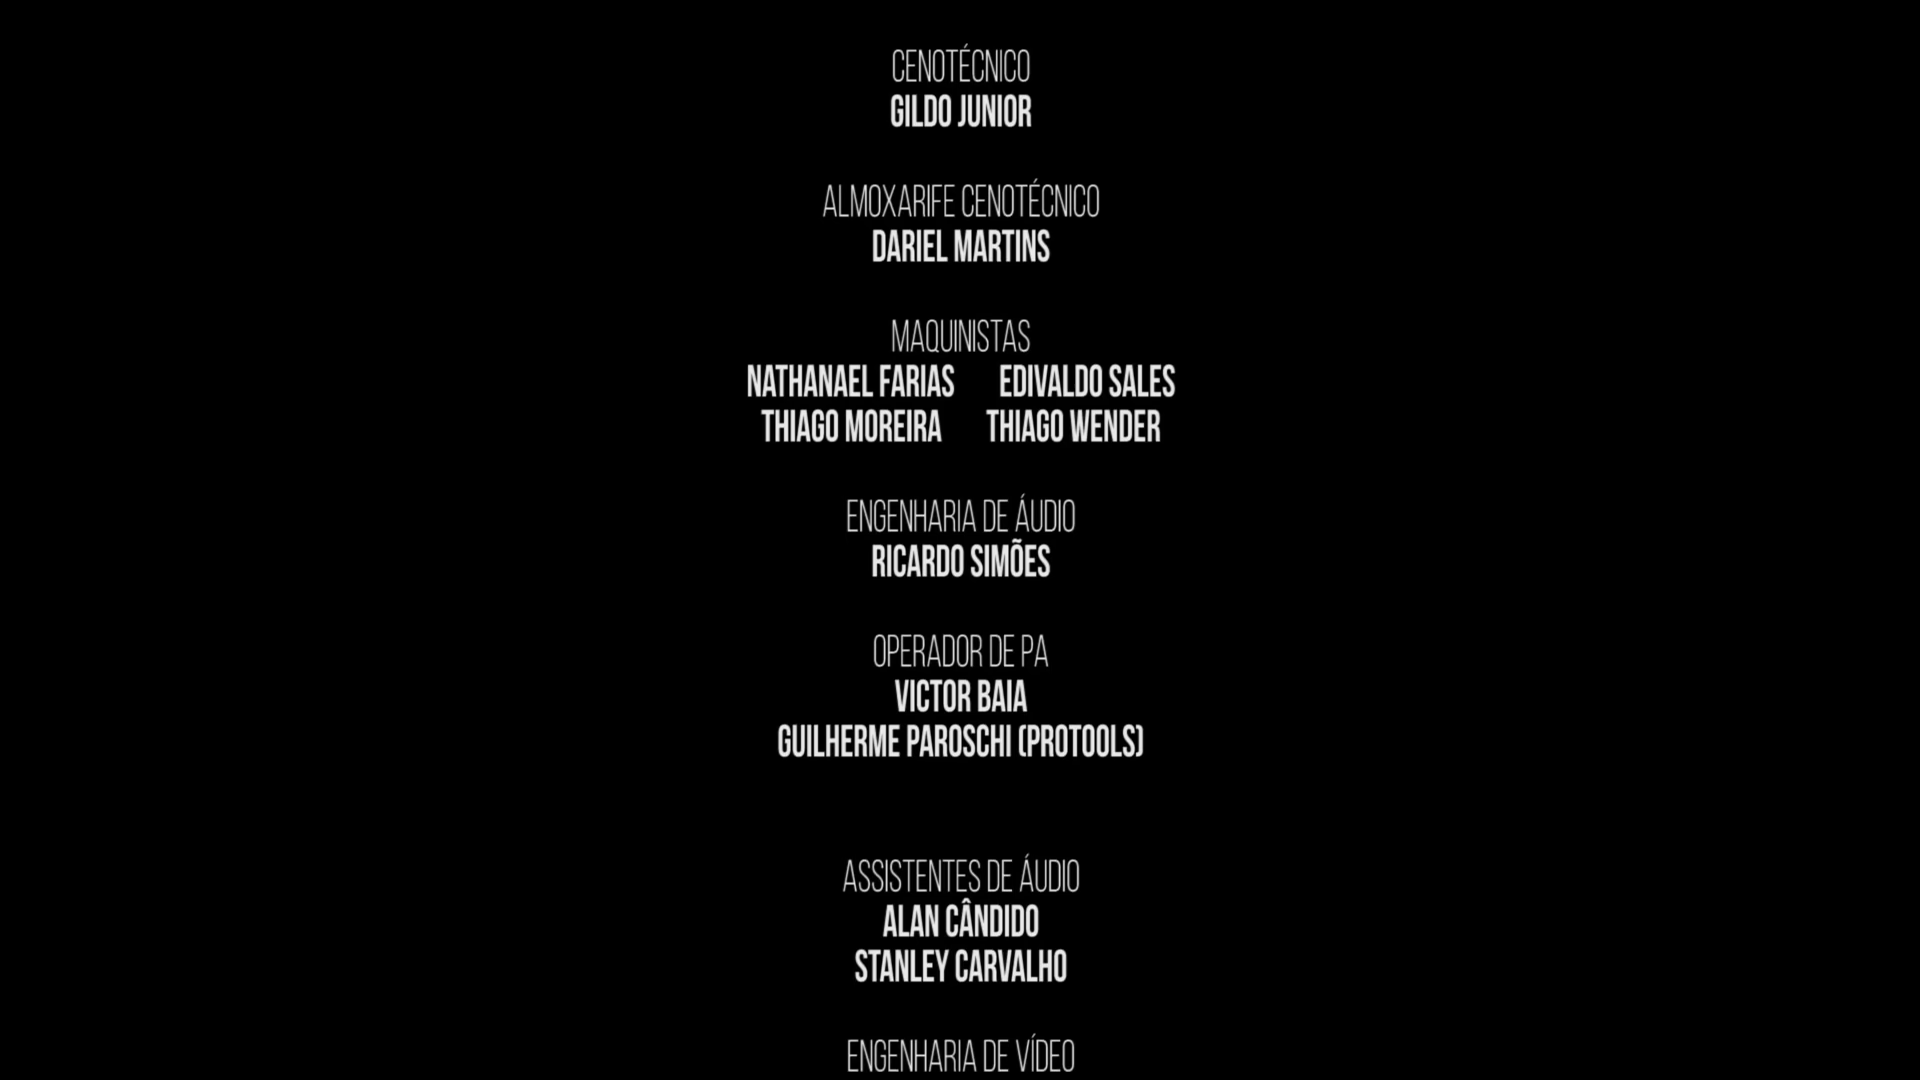 CENOTÉCNICO
GILDO JUNIOR
ALMOXARIFE CENOTÉCNICO
DARIEL MARTINS
MAQUINISTAS
NATHANAEL FARIAS EDIVALDO SALES
THIAGO MOREIRA THIAGO WENDER
ENGENHARIA DE ÁUDIO
RICARDO SIMÕES
OPERADOR DE PA
VICTOR BAIA
GUILHERME PAROSCHI (PROTOOLS)
ASSISTENTES DE ÁUDIO
ALAN CÂNDIDO
STANLEY CARVALHO
ENGENHARIA DE VÍDEO